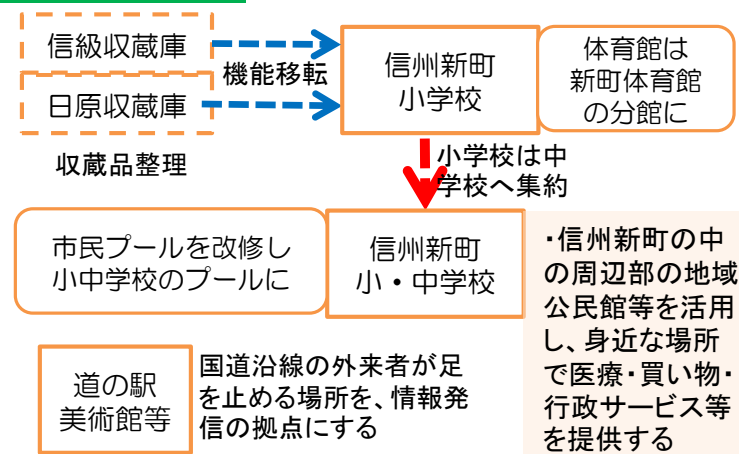 信級収蔵庫
日原収蔵庫
収蔵品整理
機能移転
信州新町
小学校
体育館は
新町体育館
の分館に
小学校は中
学校へ集約
市民プールを改修し
小中学校のプールに
信州新町
小・中学校
・信州新町の中
の周辺部の地域
公民館等を活用
し、身近な場所
で医療・買い物・
行政サービス等
を提供する
道の駅
美術館等
国道沿線の外来者が足
を止める場所を、情報発
信の拠点にする